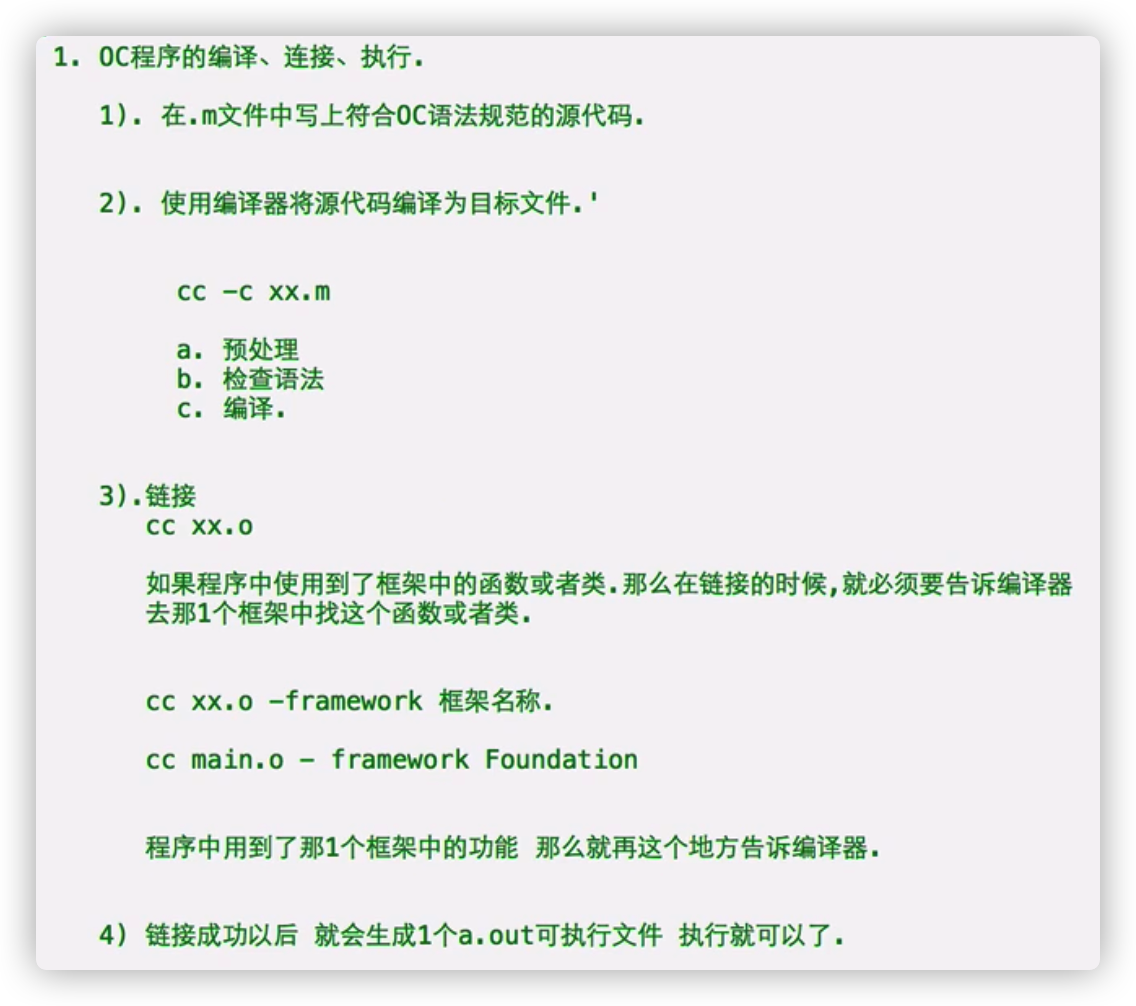 1. OC程序的编译、连接、执行.
1). 在.m文件中写上符合OC语法规范的源代码.
2). 使用编译器将源代码编译为目标文件.'
cc -c xx.m
a. 预处理
b. 检查语法
c. 编译.
3).链接
cc xx.o
如果程序中使用到了框架中的函数或者类.那么在链接的时候,就必须要告诉编译器
去那1个框架中找这个函数或者类.
cc xx.o -framework 框架名称.
cc main.o - framework Foundation
程序中用到了那1个框架中的功能 那么就再这个地方告诉编译器.
4) 链接成功以后 就会生成1个a.out可执行文件 执行就可以了.